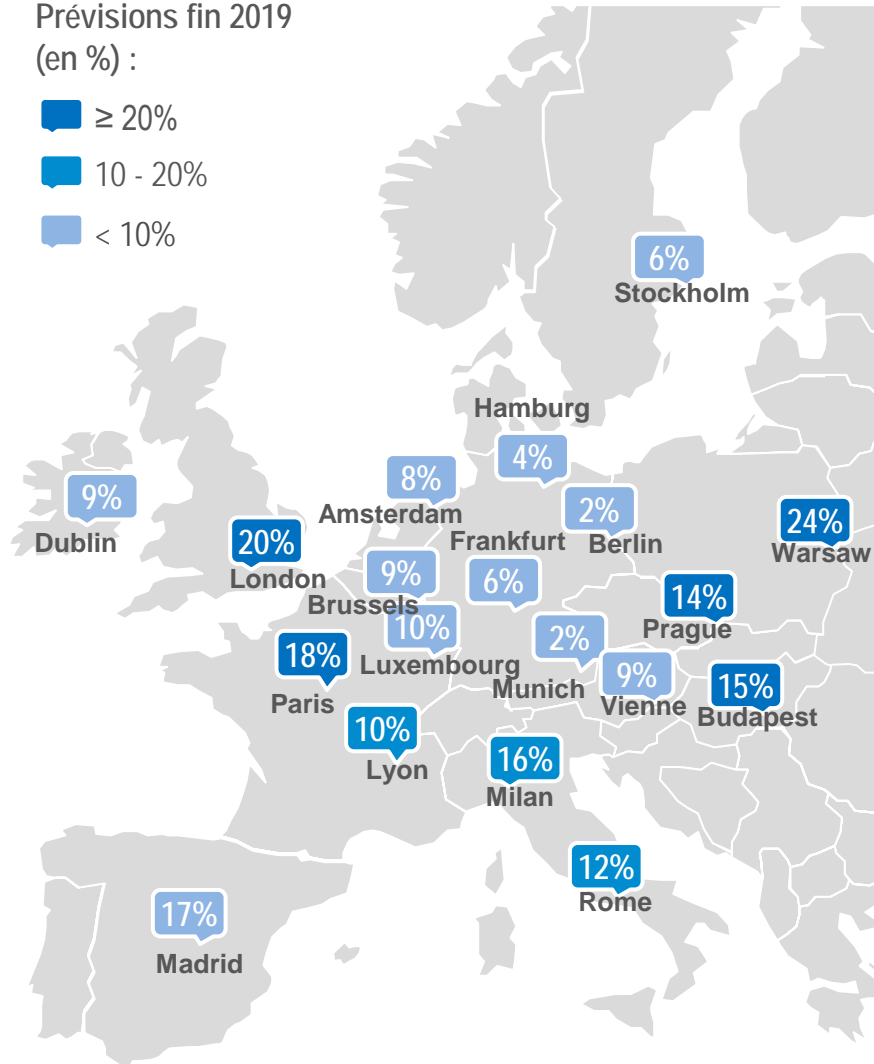 Prévisions fin 2019
(en %) :
≥ 20%
10 - 20%
< 10%
6%
Stockholm
Hamburg
4%
8%
Amsterdam
9%
Dublin
2%
Berlin
24%
Warsaw
20%
London
Frankfurt
6%
9%
Brussels
14%
Prague
10%
Luxembourg
18%
Paris
2%
Munich
9%
Vienne
15%
Budapest
10%
Lyon
16%
Milan
12%
Rome
17%
Madrid